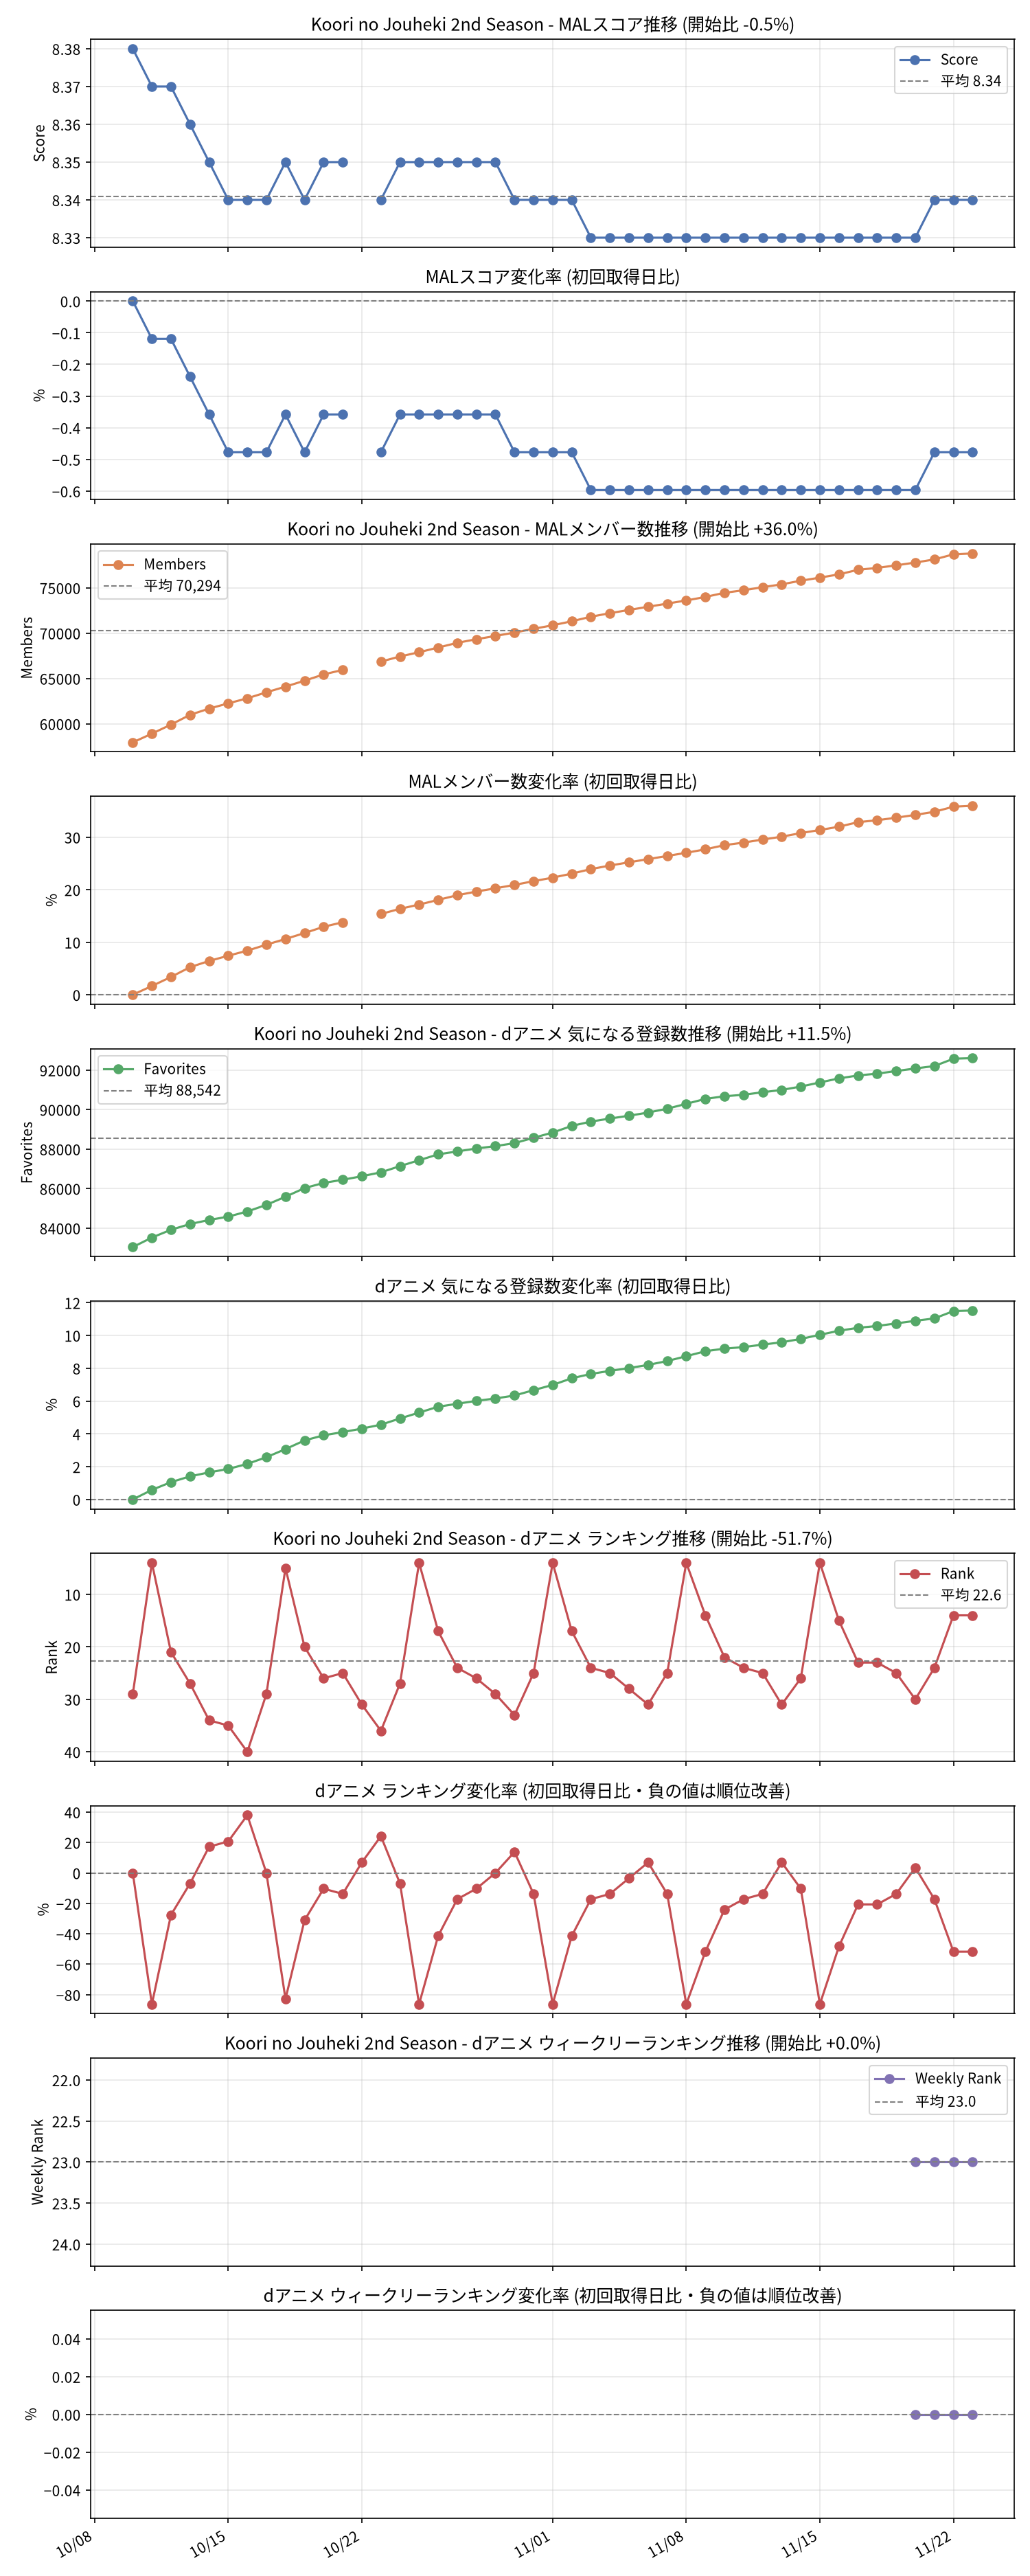 Koori no Jouheki 2nd Season - MALスコア推移 (開始比 -0.5%)
8.38
8.37
8.36
8.35
8.34
8.33
Score
Score
平均 8.34
MALスコア変化率 (初回取得日比)
0.0
−0.1
−0.2
−0.3
−0.4
−0.5
−0.6
%
Koori no Jouheki 2nd Season - MALメンバー数推移 (開始比 +36.0%)
75000
70000
65000
60000
Members
Members
平均 70,294
MALメンバー数変化率 (初回取得日比)
30
20
10
0
%
Koori no Jouheki 2nd Season - dアニメ 気になる登録数推移 (開始比 +11.5%)
92000
90000
88000
86000
84000
Favorites
Favorites
平均 88,542
dアニメ 気になる登録数変化率 (初回取得日比)
12
10
8
6
4
2
0
%
Koori no Jouheki 2nd Season - dアニメ ランキング推移 (開始比 -51.7%)
10
20
30
40
Rank
Rank
平均 22.6
dアニメ ランキング変化率 (初回取得日比・負の値は順位改善)
40
20
0
−20
−40
−60
−80
%
Koori no Jouheki 2nd Season - dアニメ ウィークリーランキング推移 (開始比 +0.0%)
22.0
22.5
23.0
23.5
24.0
Weekly Rank
Weekly Rank
平均 23.0
dアニメ ウィークリーランキング変化率 (初回取得日比・負の値は順位改善)
0.04
0.02
0.00
−0.02
−0.04
%
10/08
10/15
10/22
11/01
11/08
11/15
11/22